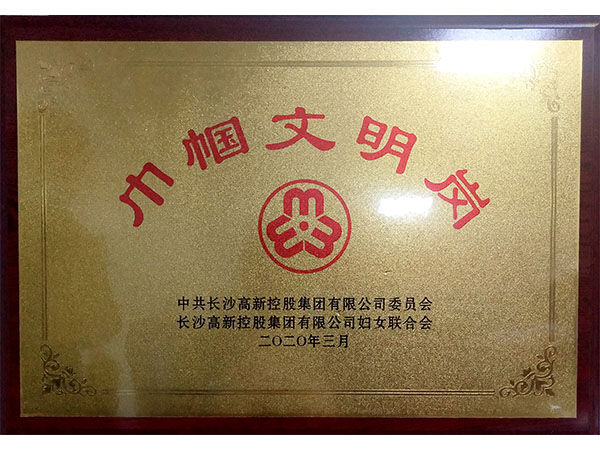 巾帼文明岗
中共长沙高新控股集团有限公司委员会
长沙高新控股集团有限公司妇女联合会
二〇二〇年三月